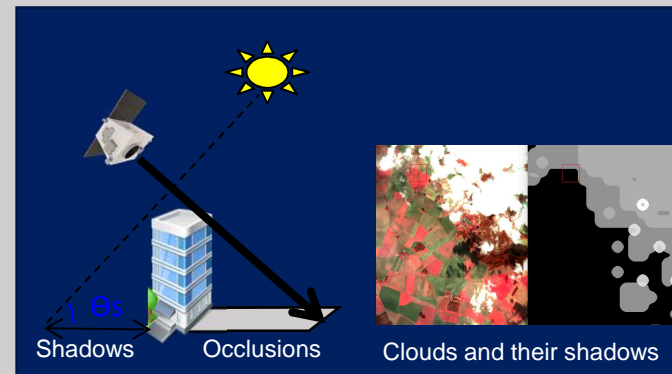 Θs
Shadows
Occlusions
Clouds and their shadows